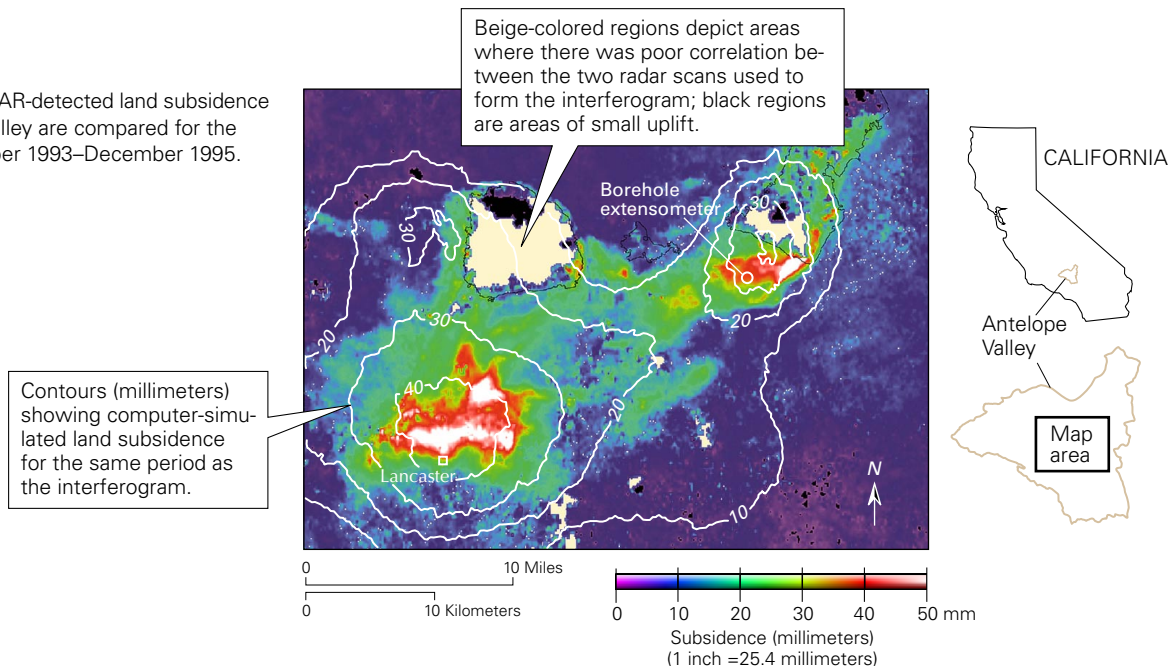 Beige-colored regions depict areas
where there was poor correlation be-
tween the two radar scans used to
form the interferogram; black regions
are areas of small uplift.
AR-detected land subsidence
lley are compared for the
er 1993–December 1995.
CALIFORNIA
Borehole
extensometer
30
30
20
20
30
Antelope
Valley
Contours (millimeters)
showing computer-simu-
lated land subsidence
for the same period as
the interferogram.
40
20
Map
area
Lancaster
N
10
0 10 Miles
0 10 Kilometers
0 10 20 30 40 50 mm
Subsidence (millimeters)
(1 inch =25.4 millimeters)